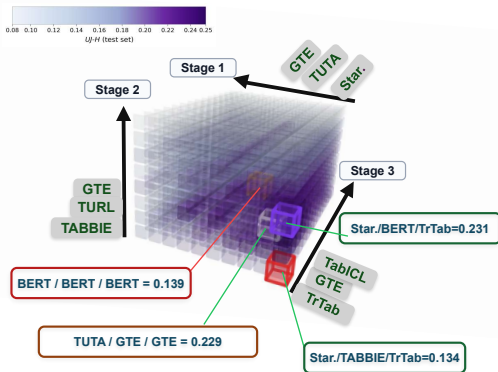 0.08 0.10 0.12 0.14 0.16 0.18 0.20 0.22 0.24 0.25
UJ-H (test set)
Stage 1
GTE
TUTA
Star.
Stage 2
Stage 3
GTE
TURL
TABBIE
Star./BERT/TrTab=0.231
TabICL
GTE
TrTab
BERT / BERT / BERT = 0.139
TUTA / GTE / GTE = 0.229
Star./TABBIE/TrTab=0.134